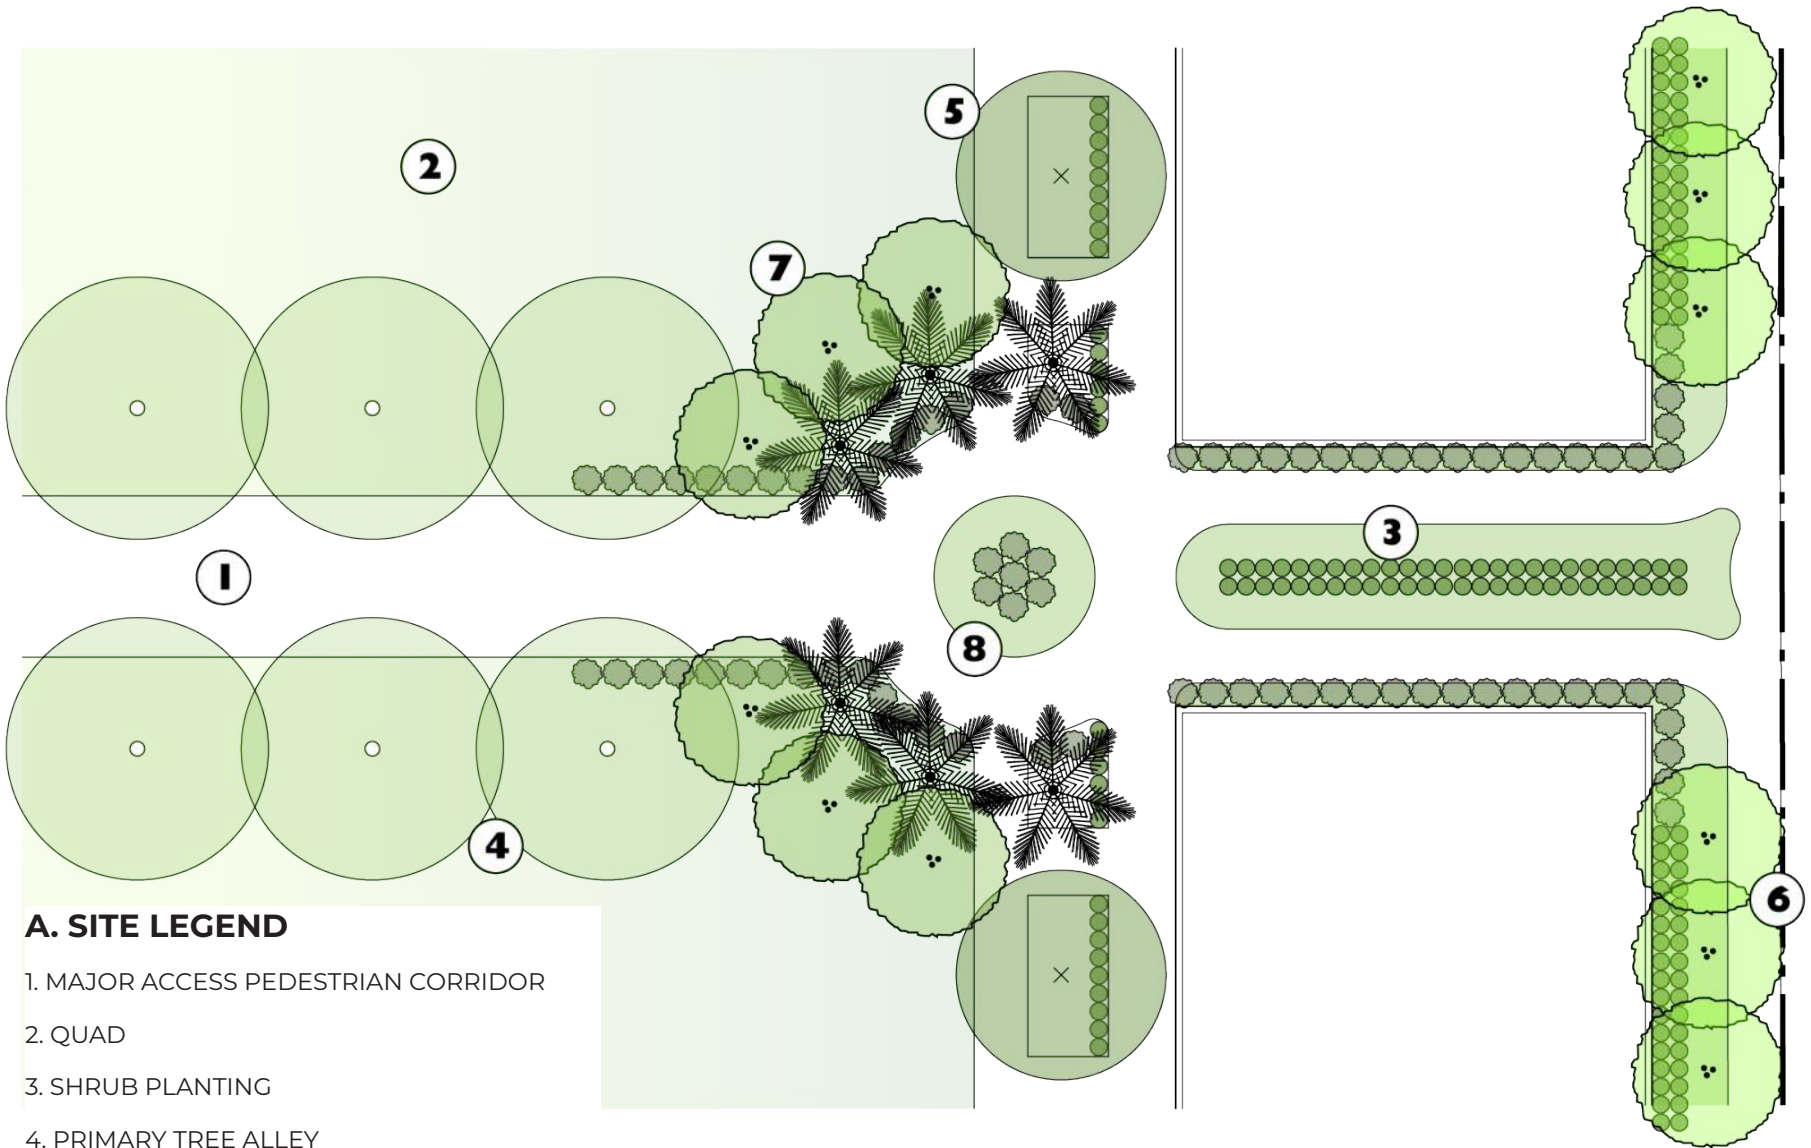 5
2
7
3
1
8
4
6
A. SITE LEGEND
1. MAJOR ACCESS PEDESTRIAN CORRIDOR
2. QUAD
3. SHRUB PLANTING
4. PRIMARY TREE ALLEY